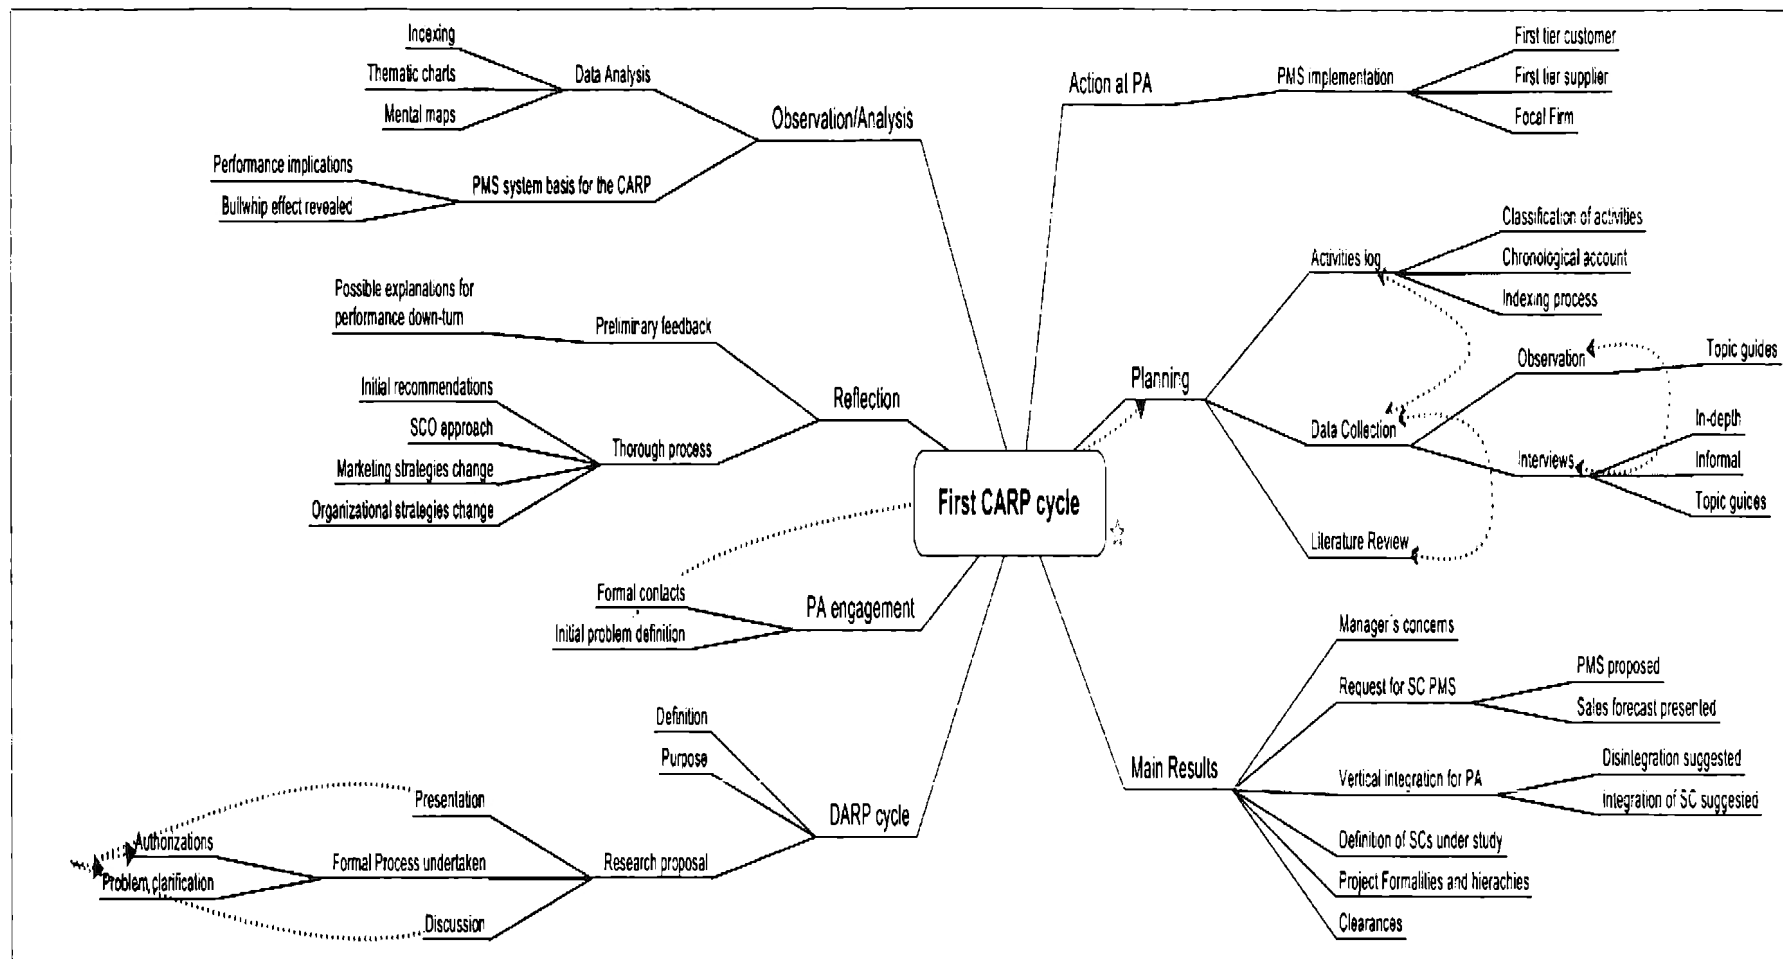 Indexing
Thematic charts
Mental maps
Data Analysis
Performance implications
Bullwhip effect revealed
PMS system basis for the CARP
Observation/Analysis
Possible explanations for
performance down-turn
Preliminary feedback
Initial recommendations
SCO approach
Marketing strategies change
Organizational strategies change
Thorough process
Reflection
Formal contacts
Initial problem definition
PA engagement
Definition
Purpose
Presentation
Authorizations
Problem clarification
Formal Process undertaken
Discussion
Research proposal
DARP cycle
First CARP cycle
Action at PA
PMS implementation
First tier customer
First tier supplier
Focal Firm
Planning
Activities log
Classification of activities
Chronological account
Indexing process
Data Collection
Observation
Topic guides
Interviews
In-depth
Informal
Topic guides
Literature Review
Main Results
Manager's concerns
Request for SC PMS
PMS proposed
Sales forecast presented
Vertical integration for PA
Disintegration suggested
Integration of SC suggested
Definition of SCs under study
Project Formalities and hierachies
Clearances